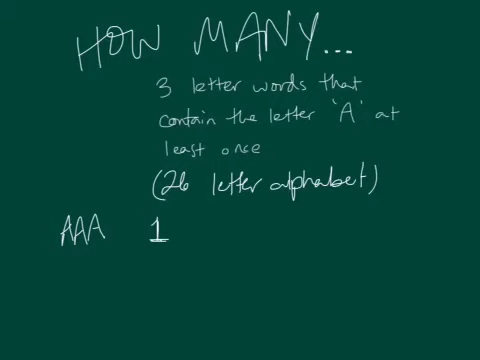 HOW MANY...
3 letter words that
contain the letter 'A' at
least once
(26 letter alphabet)
AAA 1